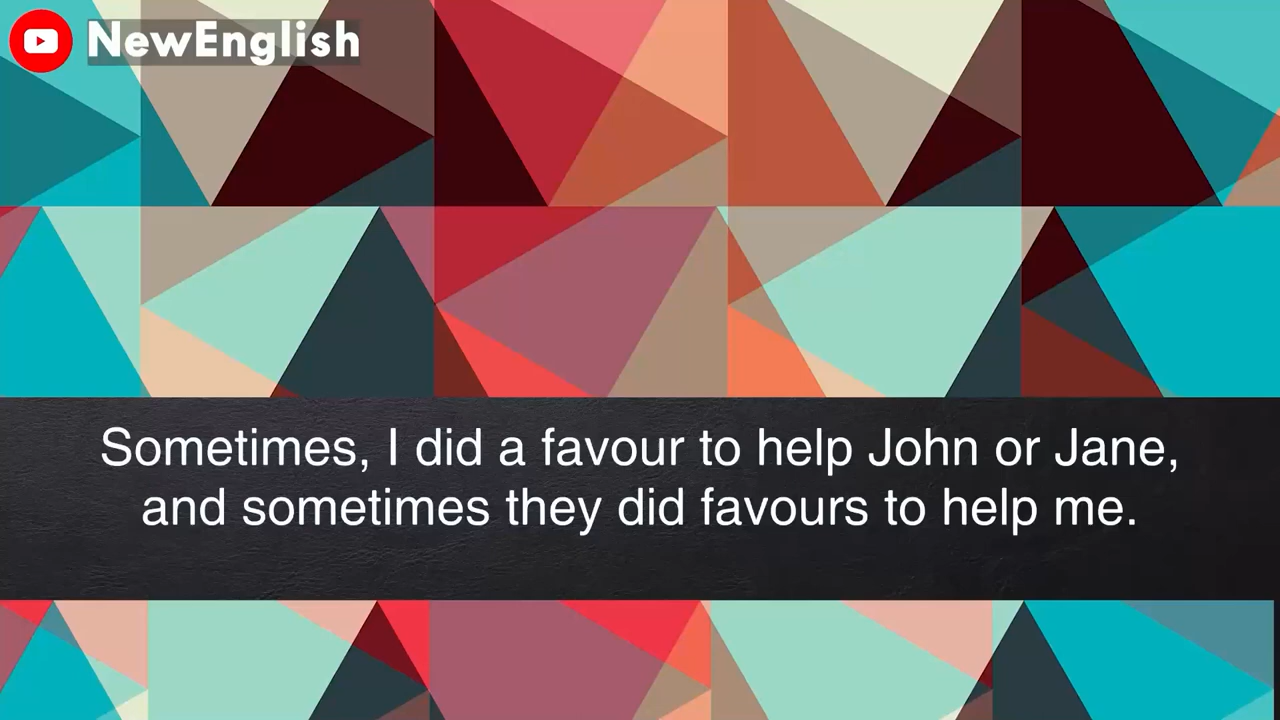 NewEnglish
Sometimes, I did a favour to help John or Jane,
and sometimes they did favours to help me.